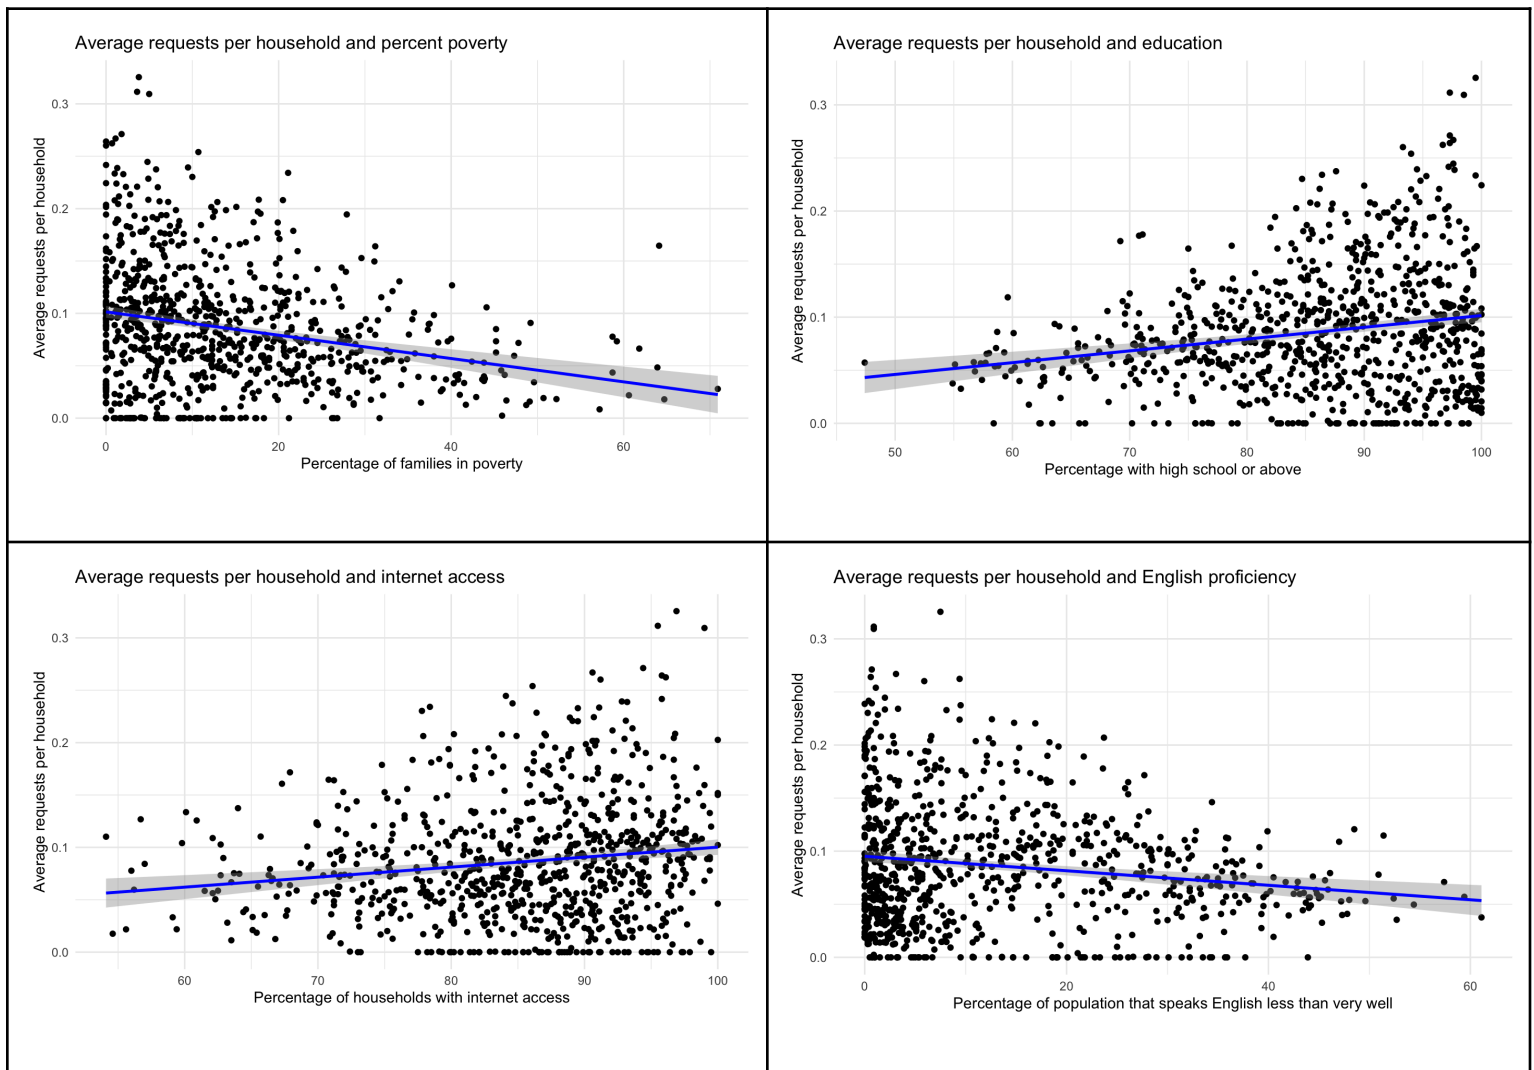 Average requests per household and percent poverty
Average requests per household
0.3
0.2
0.1
0.0
0 20 40 60
Percentage of families in poverty
Average requests per household and education
Average requests per household
0.3
0.2
0.1
0.0
50 60 70 80 90 100
Percentage with high school or above
Average requests per household and internet access
Average requests per household
0.3
0.2
0.1
0.0
60 70 80 90 100
Percentage of households with internet access
Average requests per household and English proficiency
Average requests per household
0.3
0.2
0.1
0.0
0 20 40 60
Percentage of population that speaks English less than very well